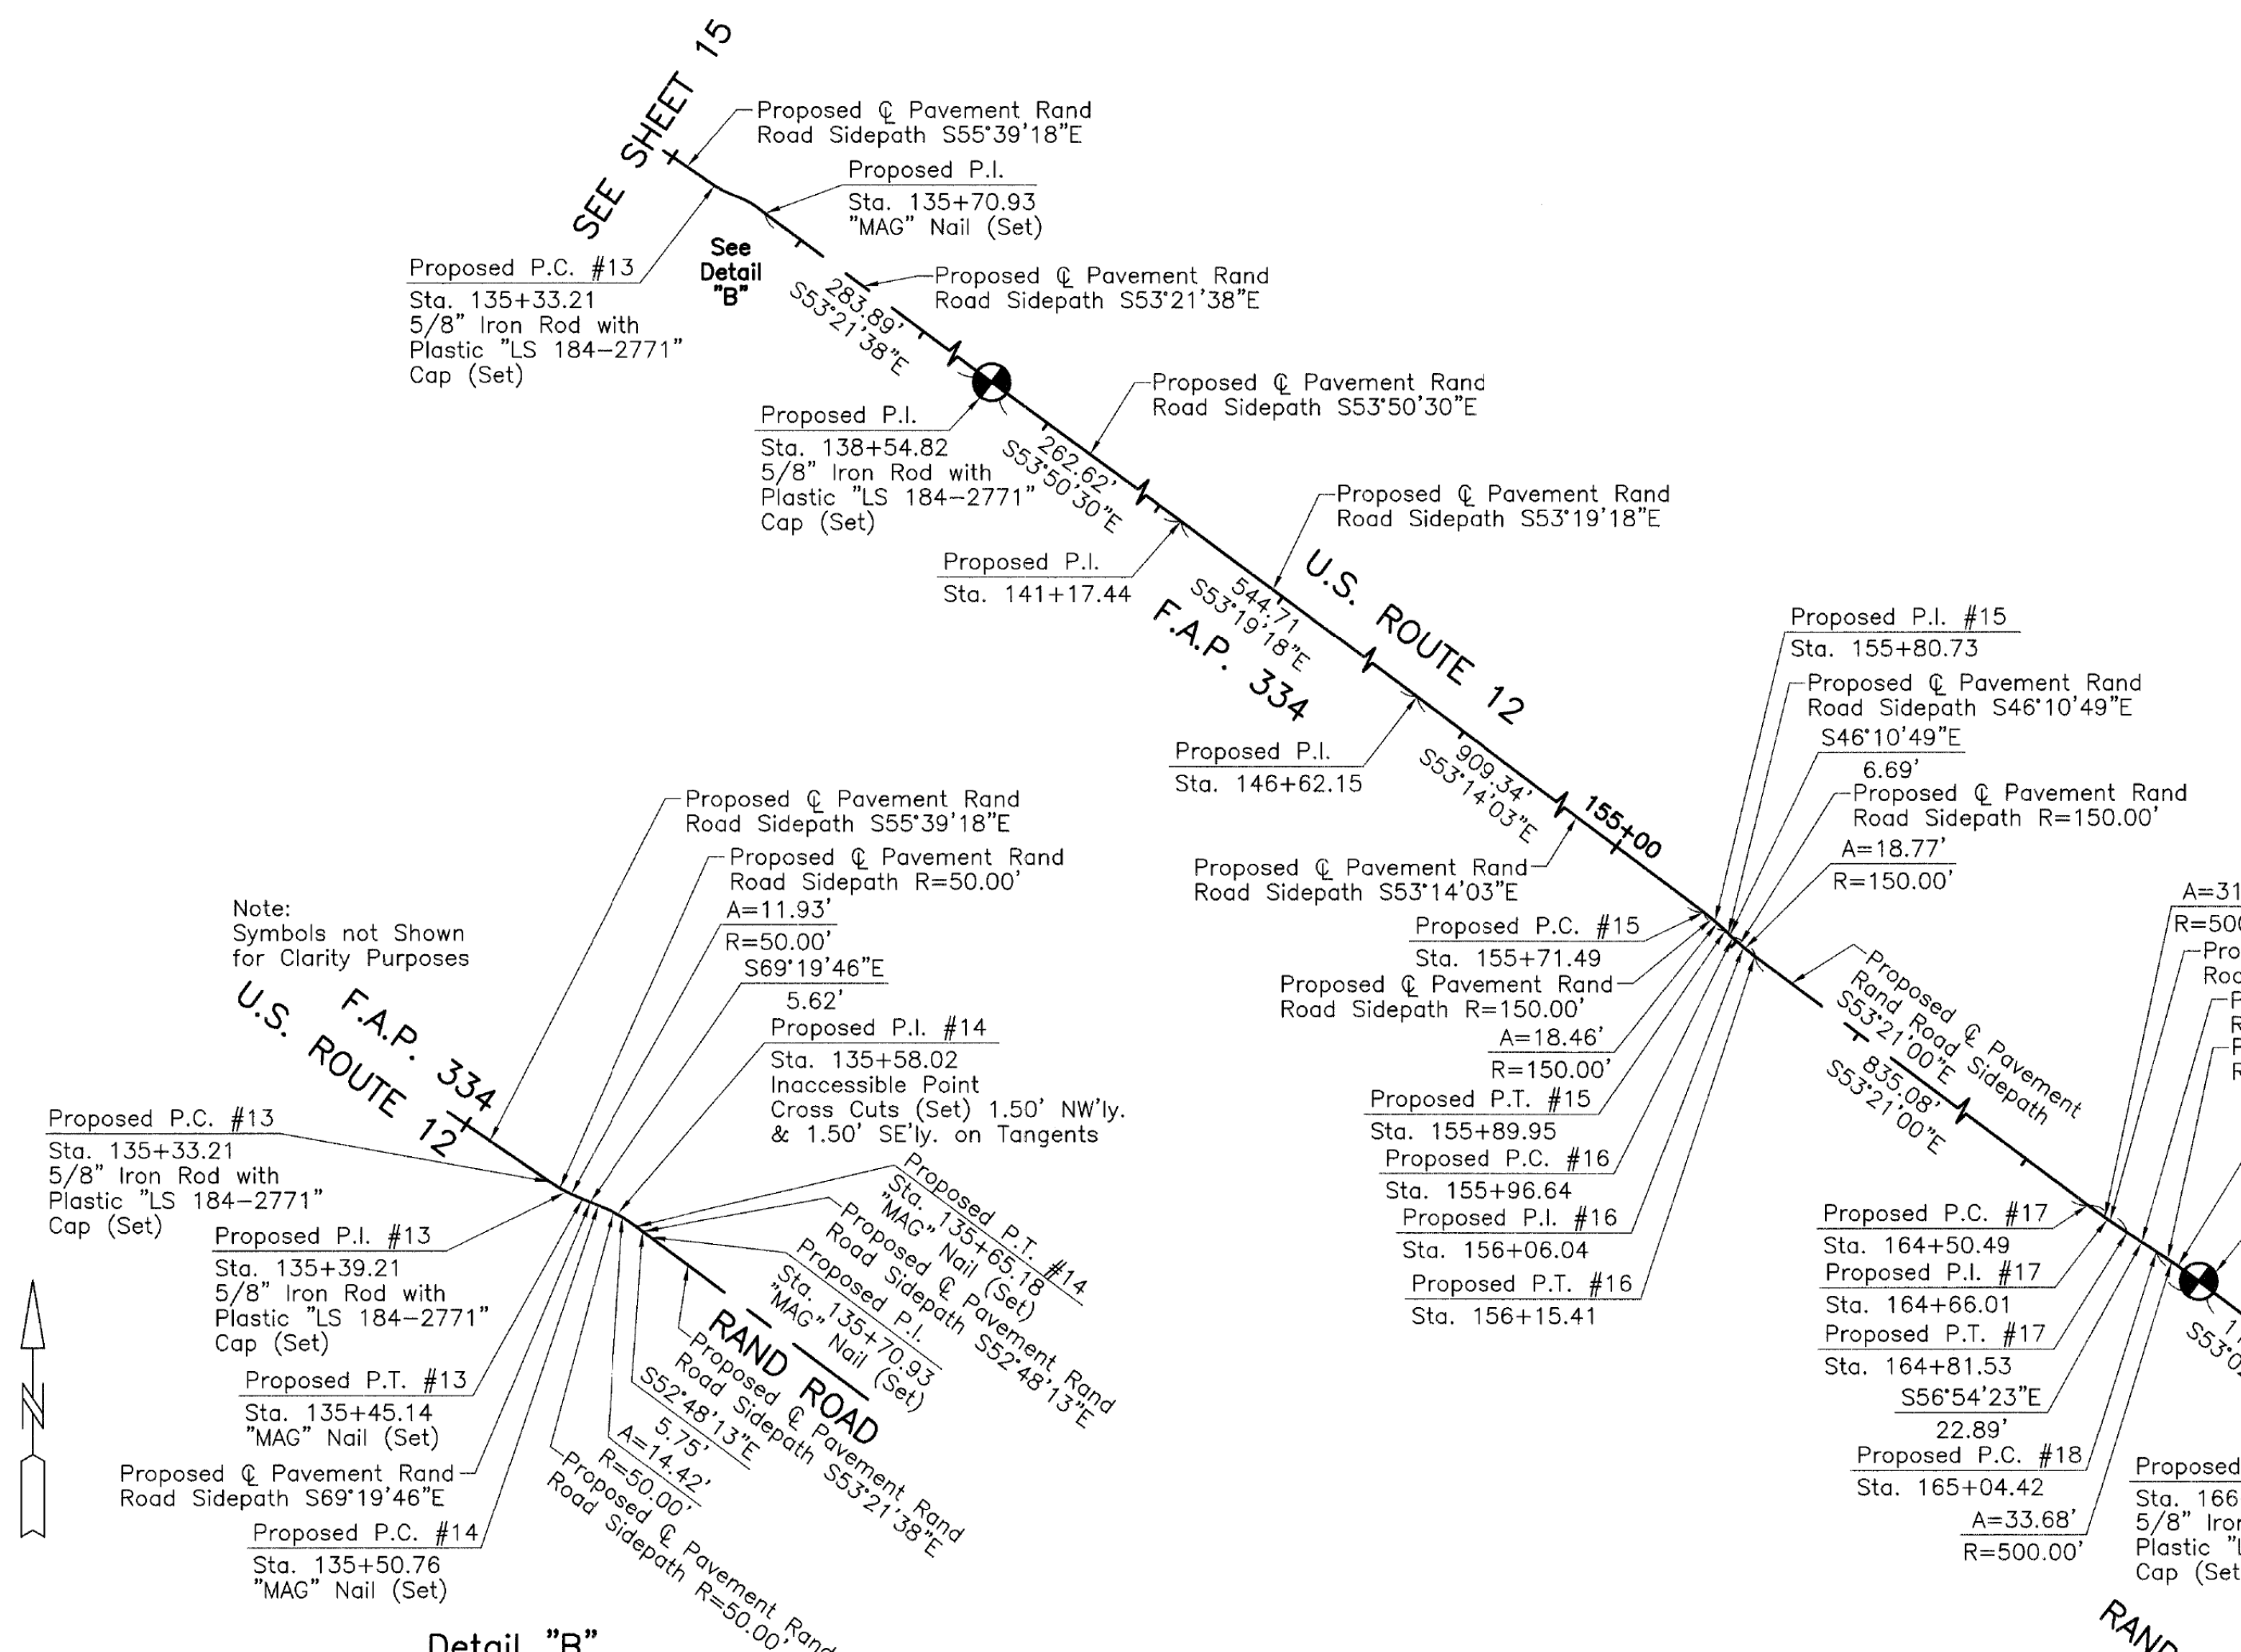 SEE SHEET 15
Proposed ℄ Pavement Rand
Road Sidepath S55°39'18"E
Proposed P.I.
Sta. 135+70.93
"MAG" Nail (Set)
See
Detail
"B"
Proposed P.C. #13
Sta. 135+33.21
5/8" Iron Rod with
Plastic "LS 184-2771"
Cap (Set)
Proposed ℄ Pavement Rand
Road Sidepath S53°21'38"E
283.89'
S53°21'38"E
Proposed P.I.
Sta. 138+54.82
5/8" Iron Rod with
Plastic "LS 184-2771"
Cap (Set)
Proposed ℄ Pavement Rand
Road Sidepath S53°50'30"E
262.62'
S53°50'30"E
Proposed P.I.
Sta. 141+17.44
Proposed ℄ Pavement Rand
Road Sidepath S53°19'18"E
U.S. ROUTE 12
544.71
S53°19'18"E
F.A.P. 334
Proposed P.I.
Sta. 146+62.15
909.34'
S53°14'03"E
155+00
Proposed ℄ Pavement Rand
Road Sidepath S53°14'03"E
Proposed P.I. #15
Sta. 155+80.73
Proposed ℄ Pavement Rand
Road Sidepath S46°10'49"E
S46°10'49"E
6.69'
Proposed ℄ Pavement Rand
Road Sidepath R=150.00'
A=18.77'
R=150.00'
Proposed P.C. #15
Sta. 155+71.49
Proposed ℄ Pavement Rand
Road Sidepath R=150.00'
A=18.46'
R=150.00'
Proposed P.T. #15
Sta. 155+89.95
Proposed P.C. #16
Sta. 155+96.64
Proposed P.I. #16
Sta. 156+06.04
Proposed P.T. #16
Sta. 156+15.41
Proposed ℄ Pavement
Rand Road Sidepath
S53°21'00"E
835.08'
S53°21'00"E
A=31
R=500
Pro
Roa
P
R
P
R
Proposed P.C. #17
Sta. 164+50.49
Proposed P.I. #17
Sta. 164+66.01
Proposed P.T. #17
Sta. 164+81.53
S56°54'23"E
22.89'
Proposed P.C. #18
Sta. 165+04.42
A=33.68'
R=500.00'
Proposed
Sta. 166
5/8" Iron
Plastic "L
Cap (Set
RAND
Note:
Symbols not Shown
for Clarity Purposes
F.A.P. 334
U.S. ROUTE 12
Proposed ℄ Pavement Rand
Road Sidepath S55°39'18"E
Proposed ℄ Pavement Rand
Road Sidepath R=50.00'
A=11.93'
R=50.00'
S69°19'46"E
5.62'
Proposed P.I. #14
Sta. 135+58.02
Inaccessible Point
Cross Cuts (Set) 1.50' NW'ly.
& 1.50' SE'ly. on Tangents
Proposed P.C. #13
Sta. 135+33.21
5/8" Iron Rod with
Plastic "LS 184-2771"
Cap (Set)
Proposed P.I. #13
Sta. 135+39.21
5/8" Iron Rod with
Plastic "LS 184-2771"
Cap (Set)
Proposed P.T. #13
Sta. 135+45.14
"MAG" Nail (Set)
Proposed ℄ Pavement Rand
Road Sidepath S69°19'46"E
Proposed P.C. #14
Sta. 135+50.76
"MAG" Nail (Set)
Proposed P.T. #14
Sta. 135+65.18
"MAG" Nail (Set)
Proposed ℄ Pavement Rand
Road Sidepath S52°48'13"E
Proposed P.I.
Sta. 135+70.93
"MAG" Nail (Set)
RAND ROAD
Proposed ℄ Pavement Rand
Road Sidepath S53°21'38"E
S52°48'13"E
5.75'
A=14.42'
R=50.00'
Proposed ℄ Pavement Rand
Road Sidepath R=50.00'
N
Detail "B"